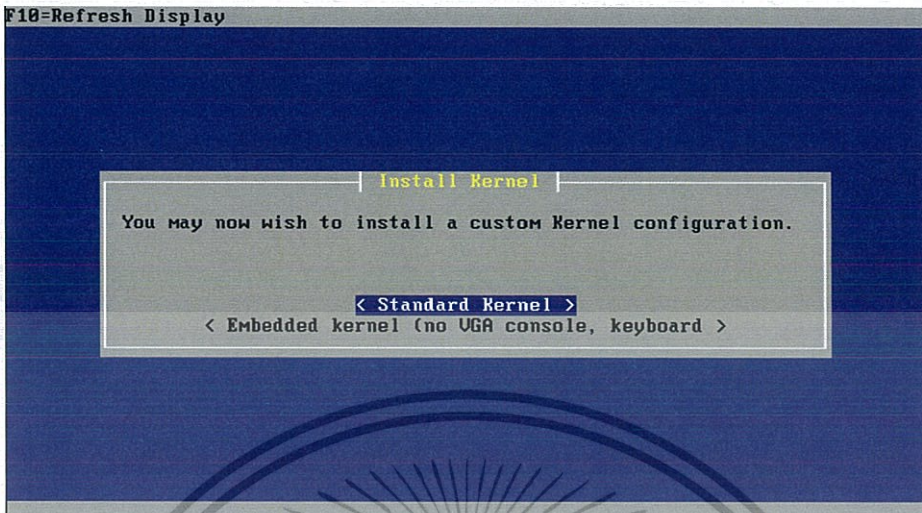 F10=Refresh Display
Install Kernel
You may now wish to install a custom Kernel configuration.
< Standard Kernel >
< Embedded kernel (no VGA console, keyboard >